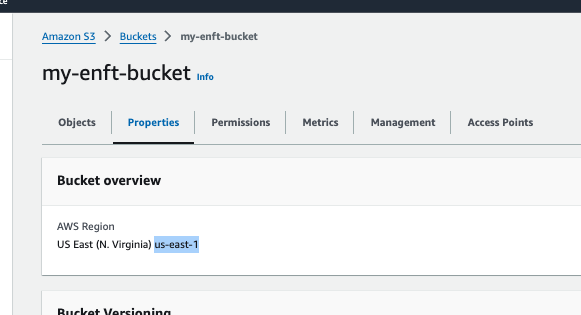 Amazon S3 > Buckets > my-enft-bucket
my-enft-bucket Info
Objects Properties Permissions Metrics Management Access Points
Bucket overview
AWS Region
US East (N. Virginia) us-east-1
Bucket Versioning